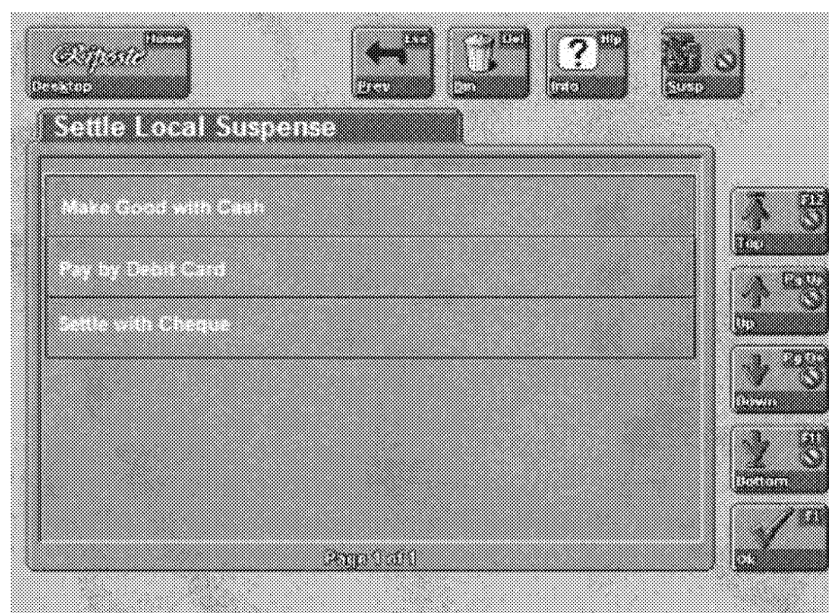 Riposte
Home
Desktop
Esc
Prev
Del
Bin
Hlp
Info
Susp
Settle Local Suspense
Make Good with Cash
Pay by Debit Card
Settle with Cheque
Page 1 of 1
F12
Top
Pg Up
Up
Pg Dn
Down
F11
Bottom
F1
Ok